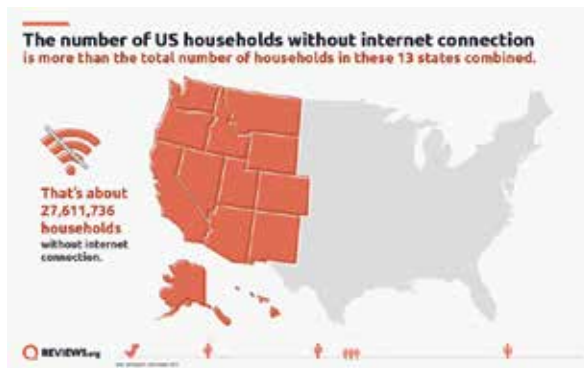 The number of US households without internet connection
is more than the total number of households in these 13 states combined.
That's about
27,611,736
households
without internet
connection.
REVIEWS.org